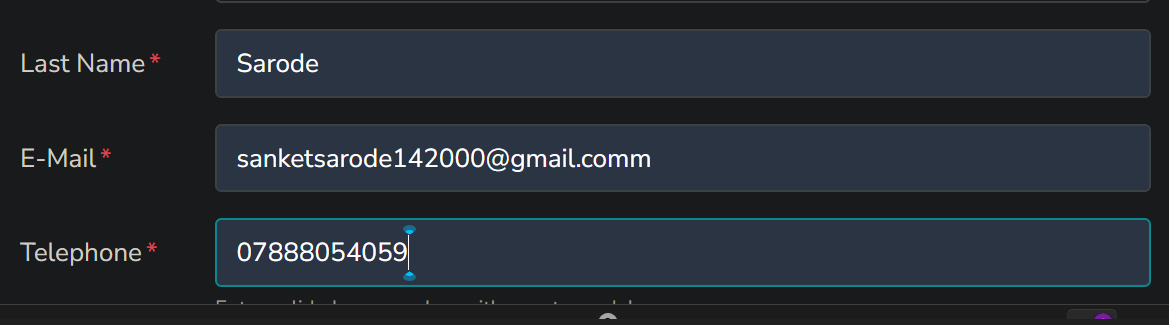 Last Name*
Sarode
E-Mail*
sanketsarode142000@gmail.comm
Telephone*
07888054059